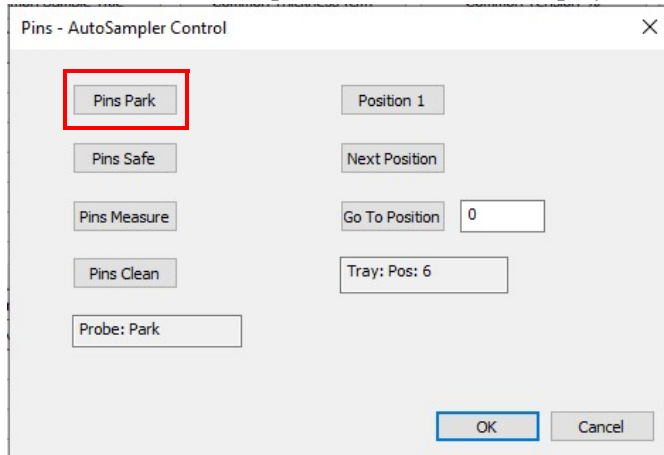 Pins - AutoSampler Control
Pins Park
Position 1
Pins Safe
Next Position
Pins Measure
Go To Position
0
Pins Clean
Tray: Pos: 6
Probe: Park
OK
Cancel